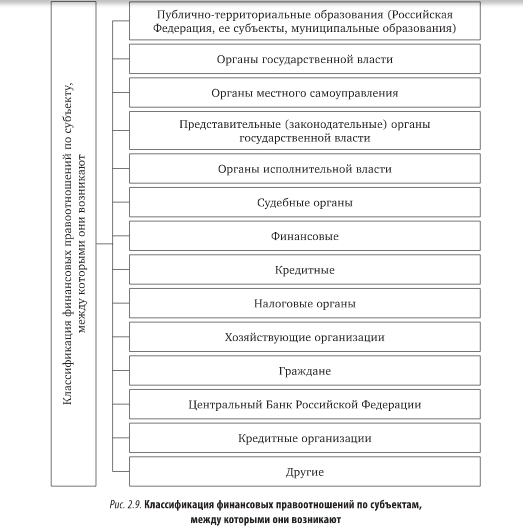 Классификация финансовых правоотношений по субъекту,
между которыми они возникают
Публично-территориальные образования (Российская
Федерация, ее субъекты, муниципальные образования)
Органы государственной власти
Органы местного самоуправления
Представительные (законодательные) органы
государственной власти
Органы исполнительной власти
Судебные органы
Финансовые
Кредитные
Налоговые органы
Хозяйствующие организации
Граждане
Центральный Банк Российской Федерации
Кредитные организации
Другие
Рис. 2.9. Классификация финансовых правоотношений по субъектам,
между которыми они возникают